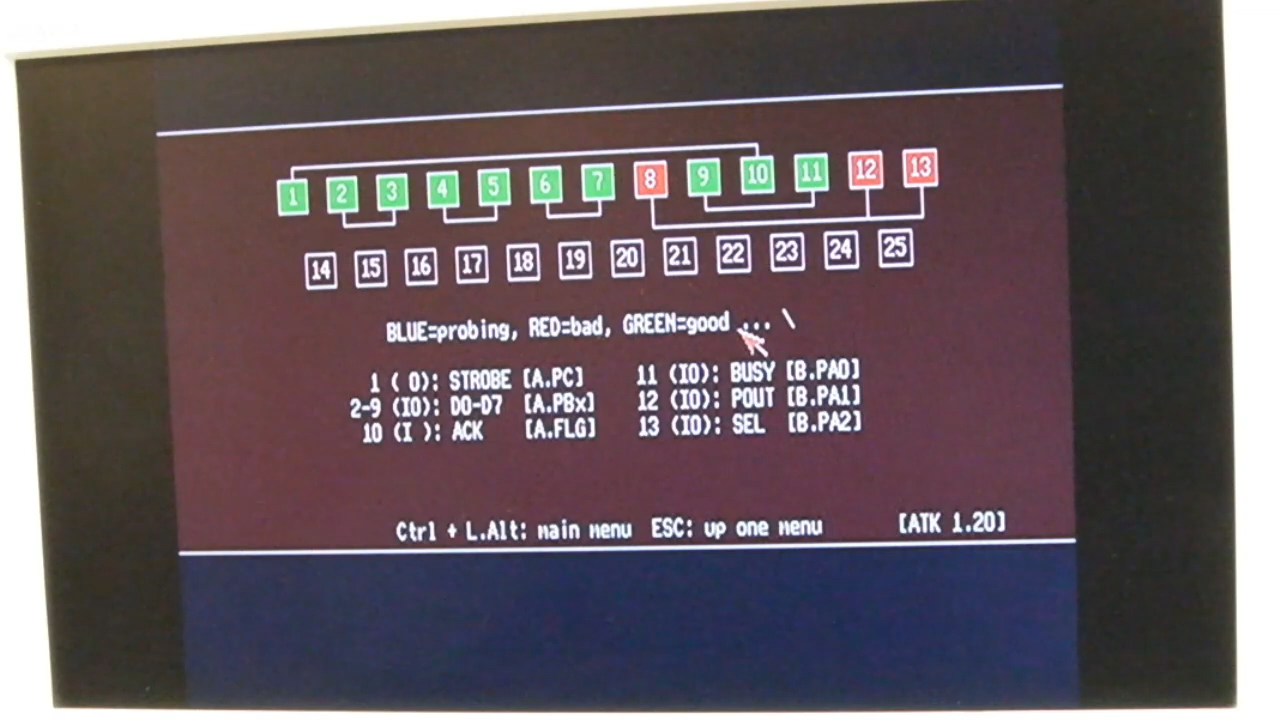 1 2 3 4 5 6 7 8 9 10 11 12 13
14 15 16 17 18 19 20 21 22 23 24 25
BLUE=probing, RED=bad, GREEN=good ... \
1 ( O): STROBE [A.PC] 11 (IO): BUSY [B.PA0]
2-9 (IO): D0-D7 [A.PBx] 12 (IO): POUT [B.PA1]
10 (I ): ACK [A.FLG] 13 (IO): SEL [B.PA2]
Ctrl + L.Alt: main menu ESC: up one menu [ATK 1.20]